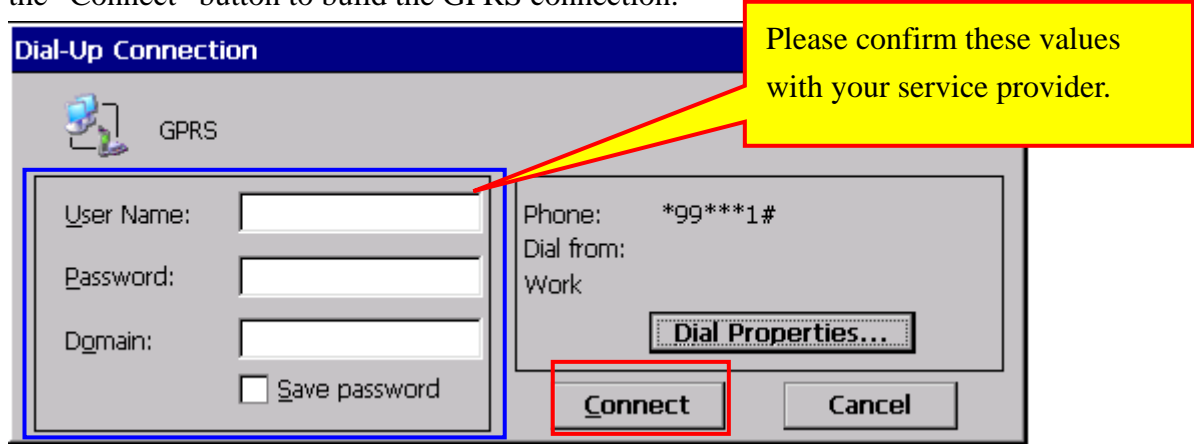 the "Connect" button to build the GPRS connection.
Dial-Up Connection
Please confirm these values
with your service provider.
GPRS
User Name:
Password:
Domain:
Save password
Phone: *99***1#
Dial from:
Work
Dial Properties...
Connect
Cancel